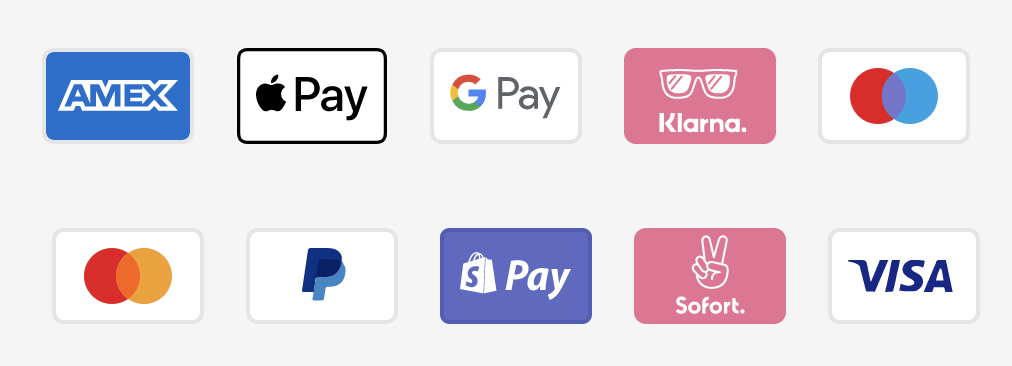 AMEX
Pay
G Pay
Klarna.
P
S Pay
Sofort.
VISA